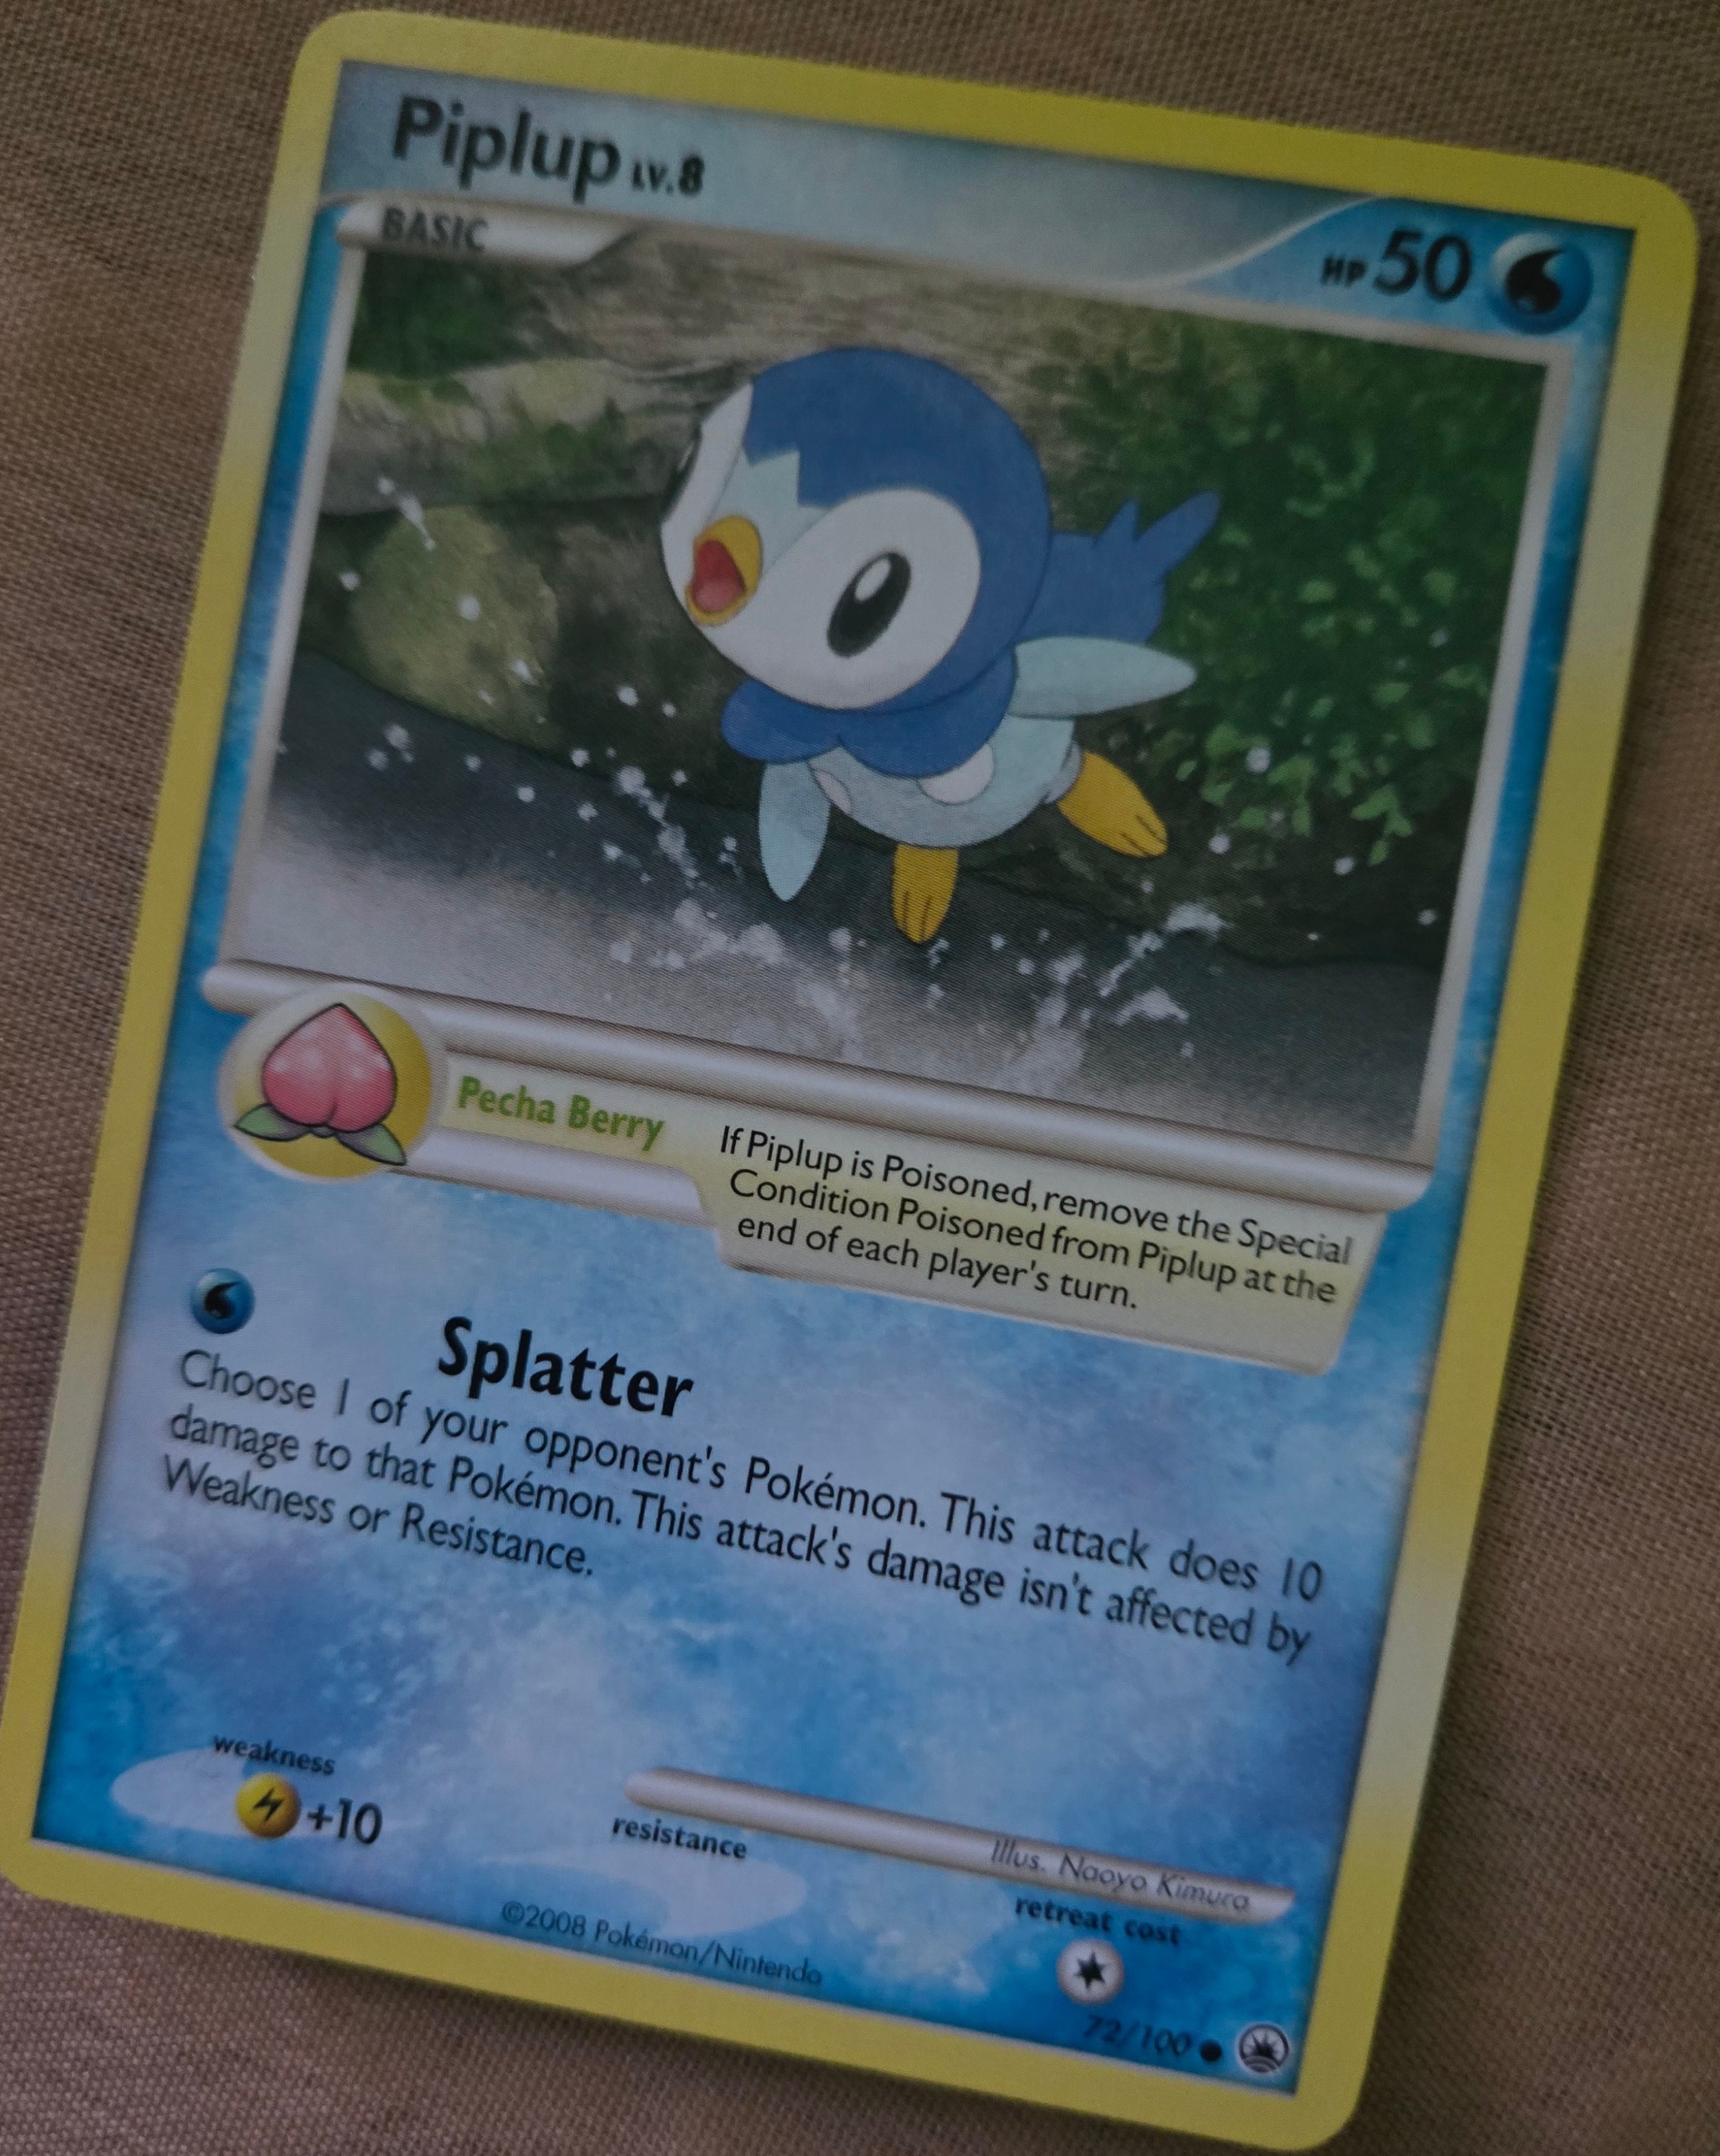 Piplup LV.8
BASIC
HP 50
Pecha Berry
If Piplup is Poisoned, remove the Special
Condition Poisoned from Piplup at the
end of each player's turn.
Splatter
Choose 1 of your opponent's Pokémon. This attack does 10
damage to that Pokémon. This attack's damage isn't affected by
Weakness or Resistance.
weakness
+10
resistance
Illus. Naoyo Kimura
retreat cost
©2008 Pokémon/Nintendo
72/100